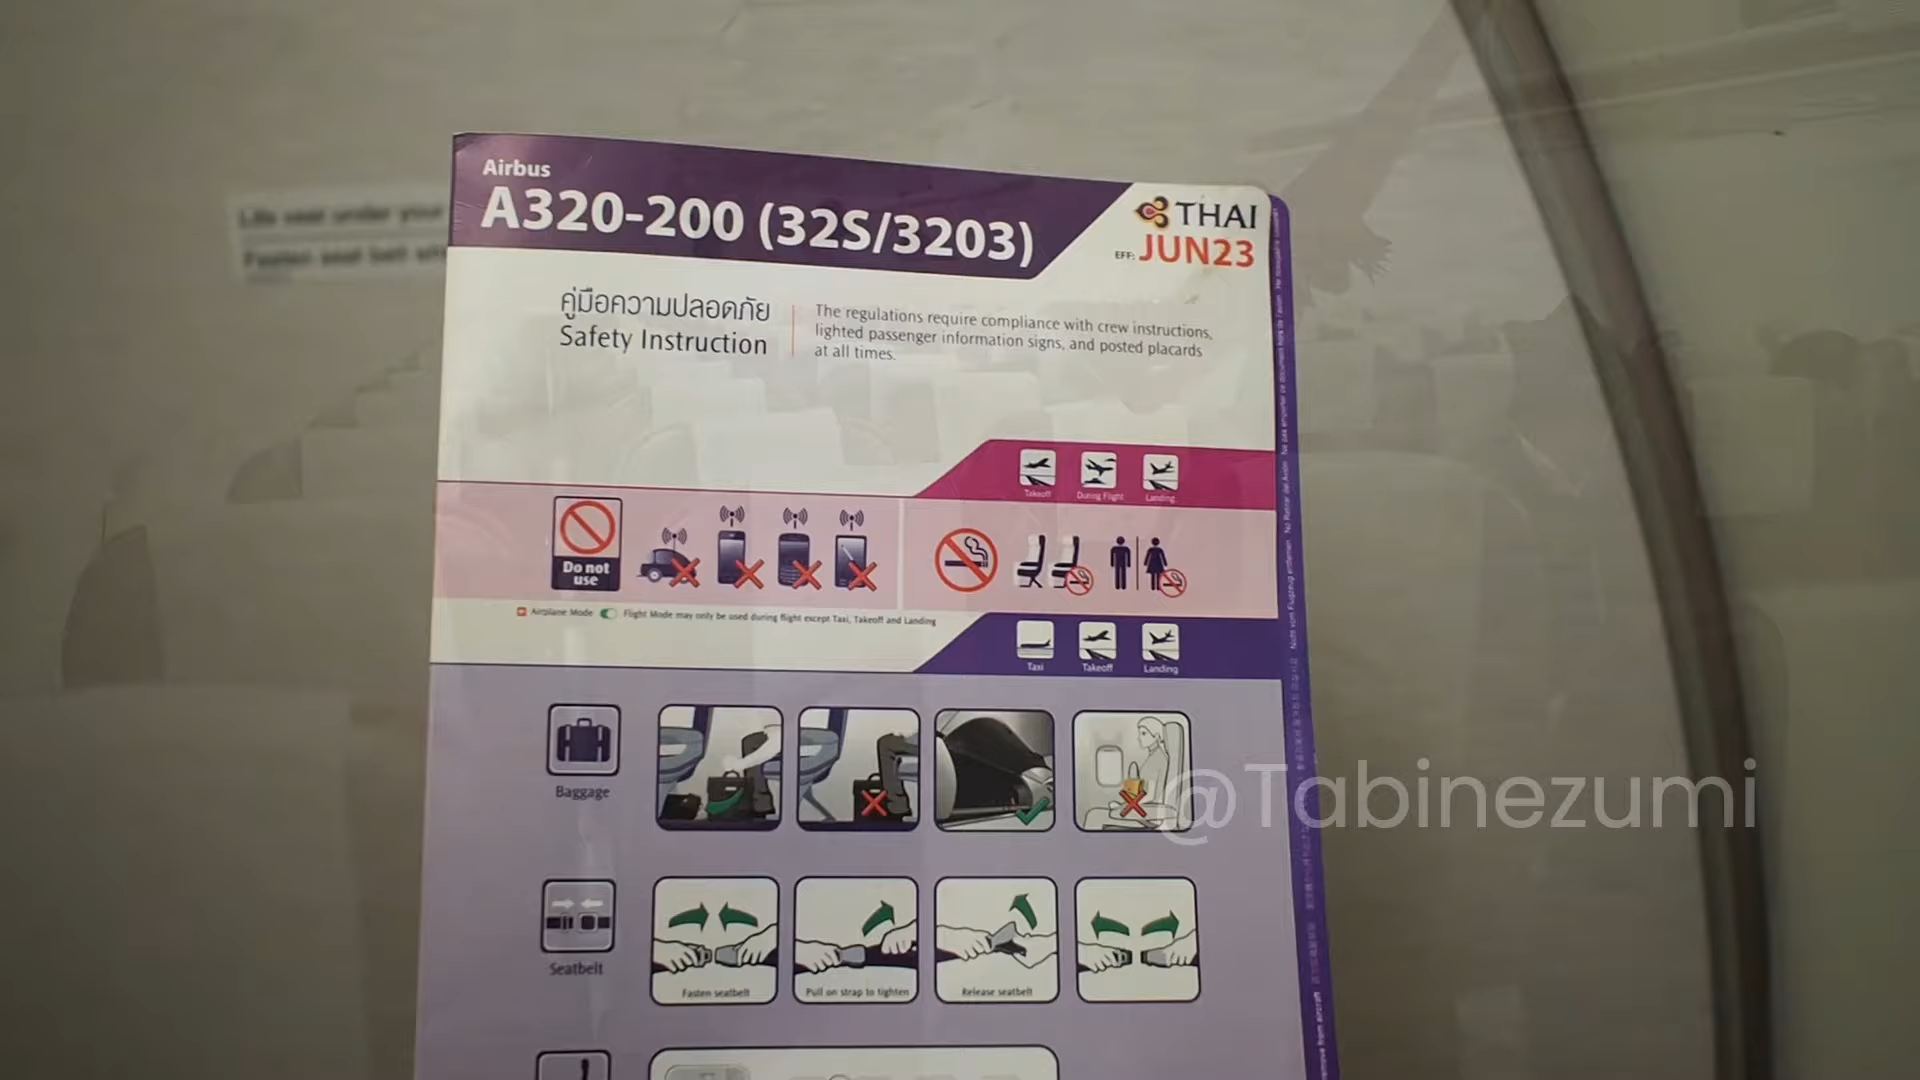 Airbus
A320-200 (32S/3203)
THAI
EFF: JUN23
คู่มือความปลอดภัย
Safety Instruction
The regulations require compliance with crew instructions,
lighted passenger information signs, and posted placards
at all times.
Takeoff
During Flight
Landing
Do not
use
Airplane Mode
Flight Mode may only be used during flight except Taxi, Takeoff and Landing
Taxi
Takeoff
Landing
Baggage
@Tabinezumi
Seatbelt
Fasten seatbelt
Pull on strap to tighten
Release seatbelt
remove from aircraft